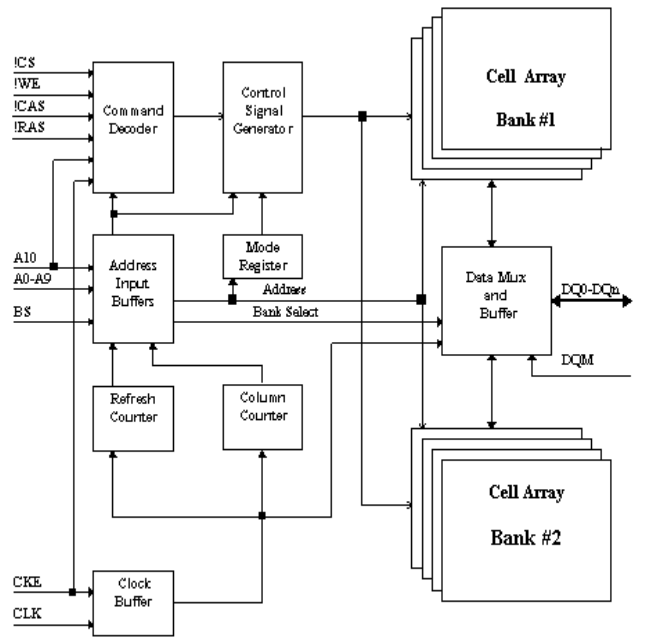 !CS
!WE
!CAS
!RAS
Command
Decoder
Control
Signal
Generator
Cell Array
Bank #1
A10
A0-A9
BS
Address
Input
Buffers
Mode
Register
Address
Bank Select
Data Mux
and
Buffer
DQ0-DQn
DQM
Refresh
Counter
Column
Counter
Cell Array
Bank #2
CKE
CLK
Clock
Buffer